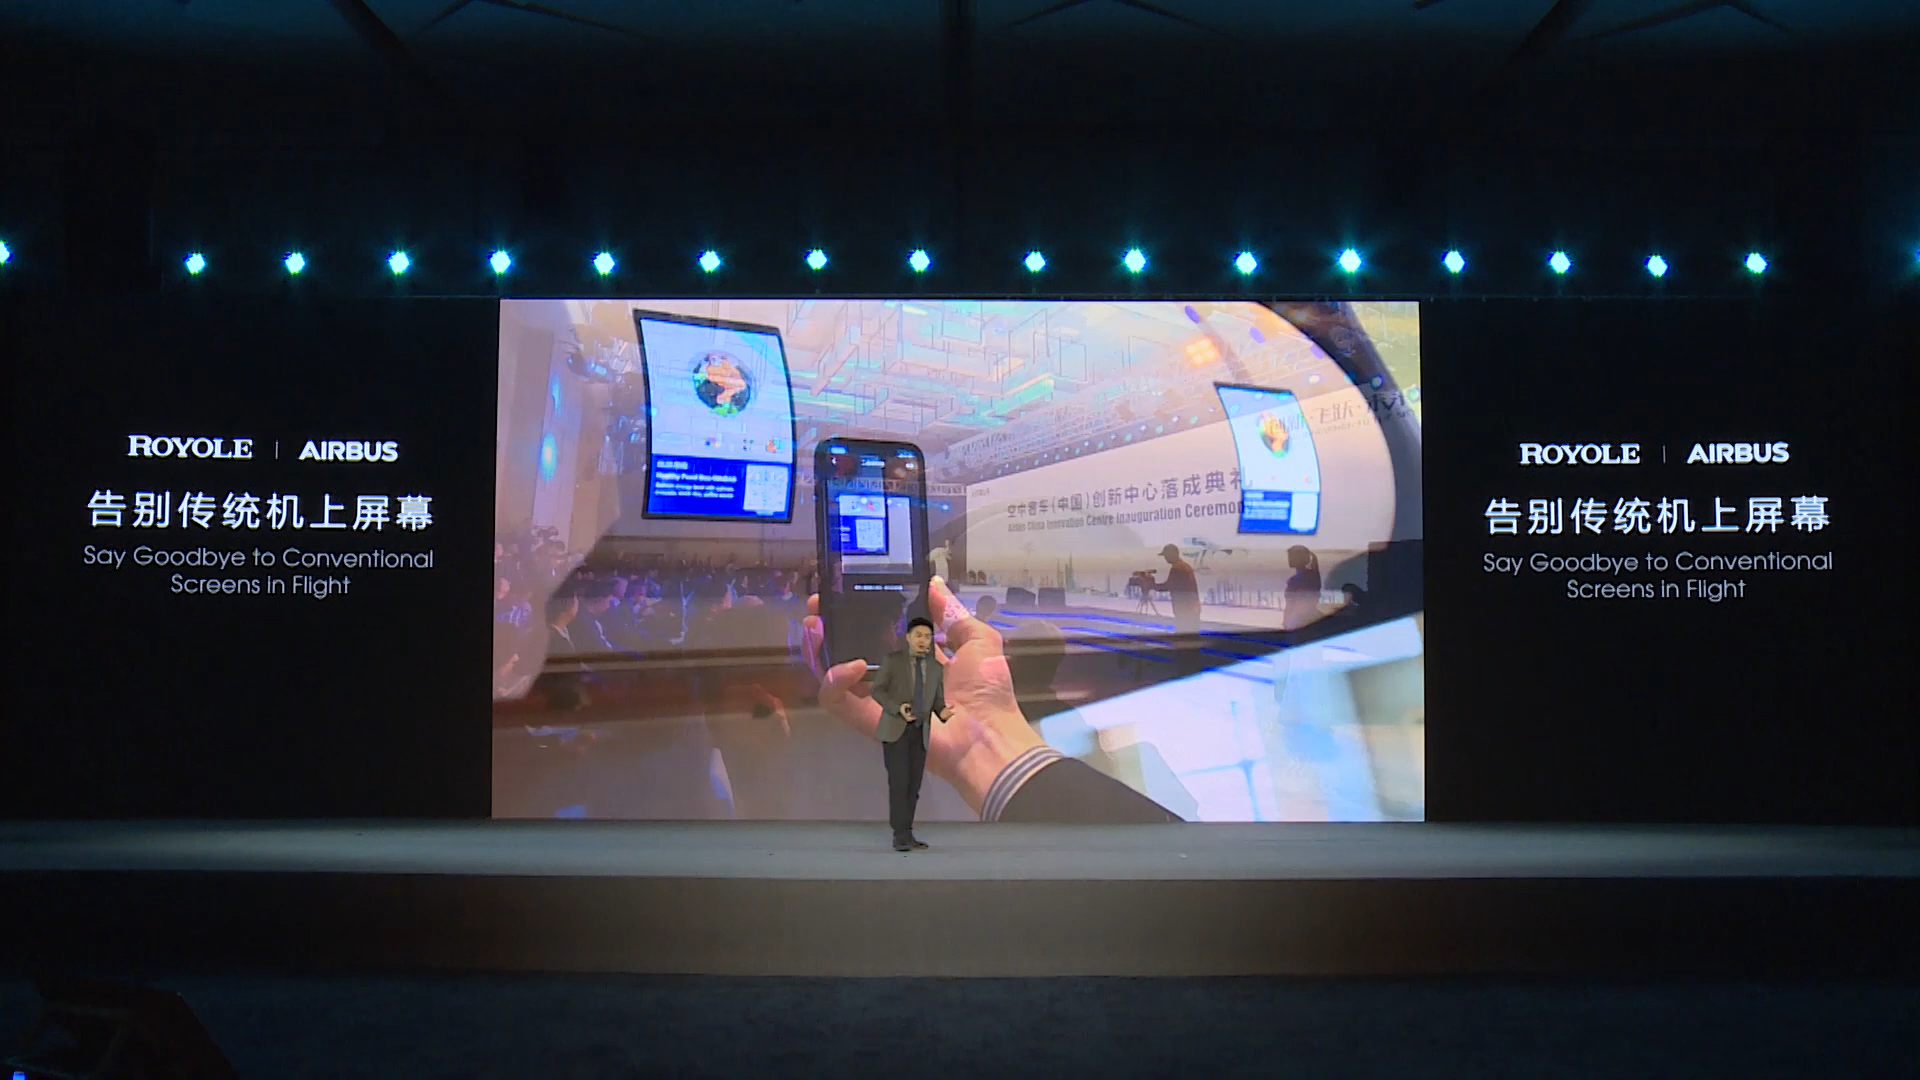 ROYOLE | AIRBUS
告别传统机上屏幕
Say Goodbye to Conventional
Screens in Flight
空中客车(中国)创新中心落成典礼
Airbus China Innovation Centre Inauguration Ceremony
ROYOLE | AIRBUS
告别传统机上屏幕
Say Goodbye to Conventional
Screens in Flight